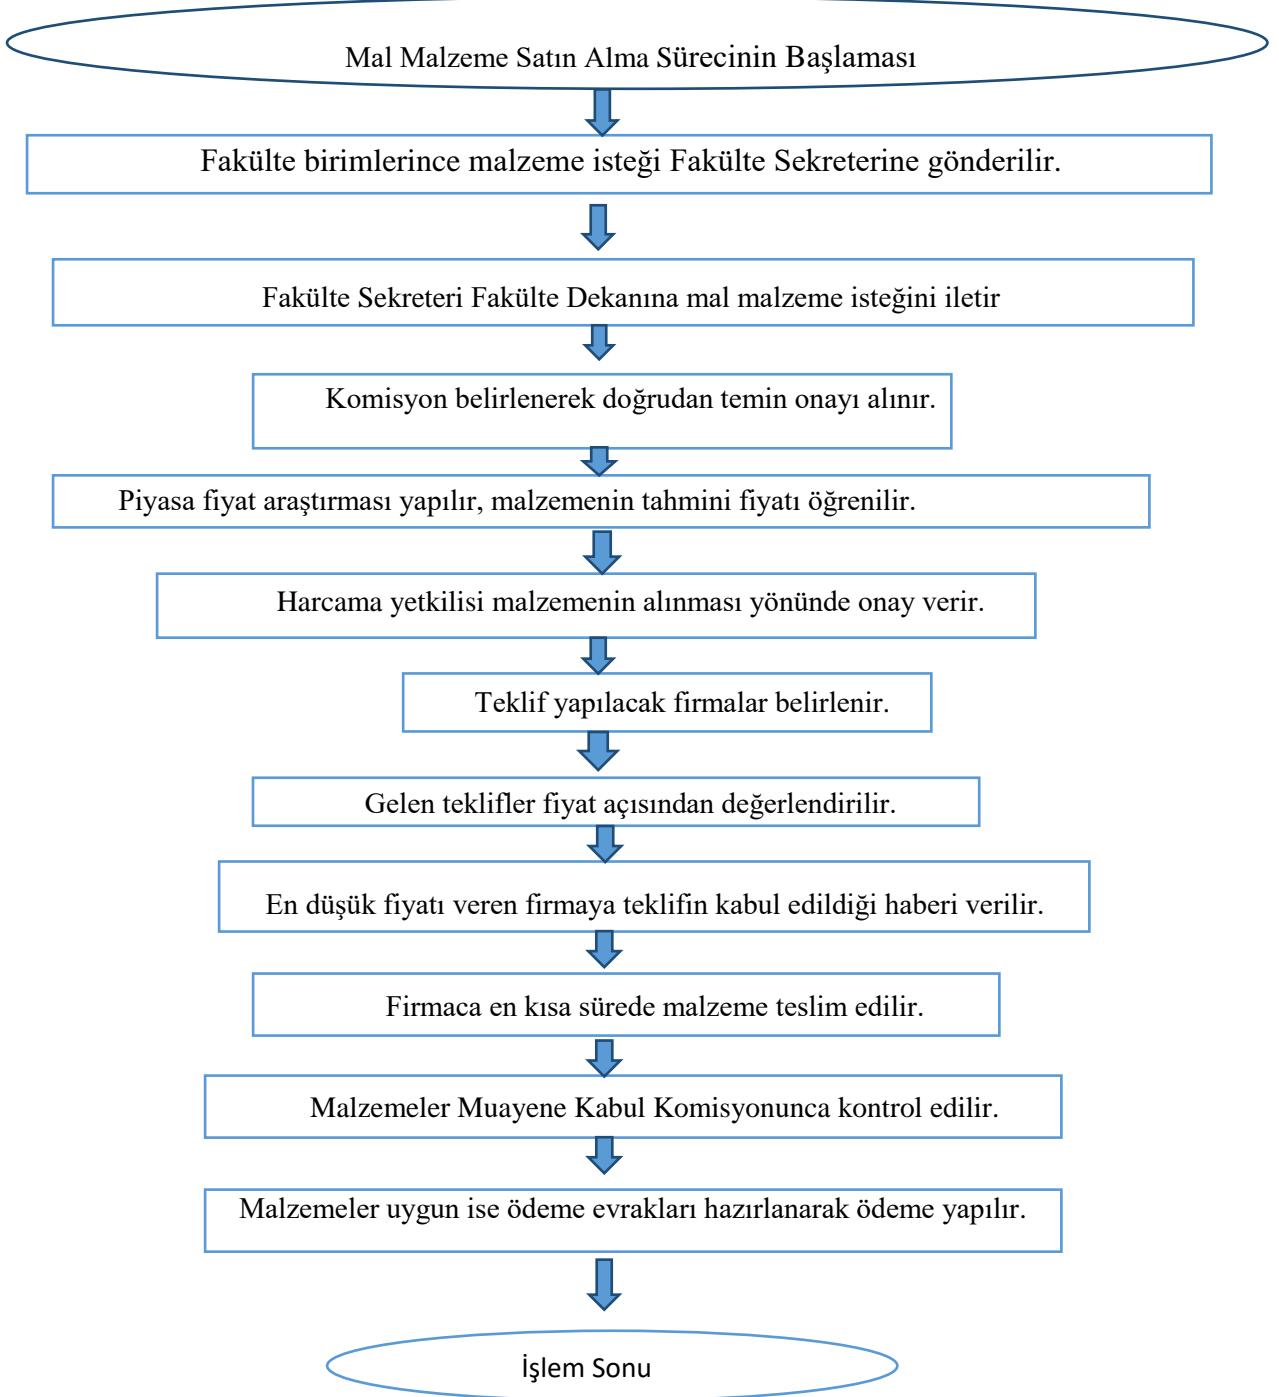 Mal Malzeme Satın Alma Sürecinin Başlaması
Fakülte birimlerince malzeme isteği Fakülte Sekreterine gönderilir.
Fakülte Sekreteri Fakülte Dekanına mal malzeme isteğini iletir
Komisyon belirlenerek doğrudan temin onayı alınır.
Piyasa fiyat araştırması yapılır, malzemenin tahmini fiyatı öğrenilir.
Harcama yetkilisi malzemenin alınması yönünde onay verir.
Teklif yapılacak firmalar belirlenir.
Gelen teklifler fiyat açısından değerlendirilir.
En düşük fiyatı veren firmaya teklifin kabul edildiği haberi verilir.
Firmaca en kısa sürede malzeme teslim edilir.
Malzemeler Muayene Kabul Komisyonunca kontrol edilir.
Malzemeler uygun ise ödeme evrakları hazırlanarak ödeme yapılır.
İşlem Sonu